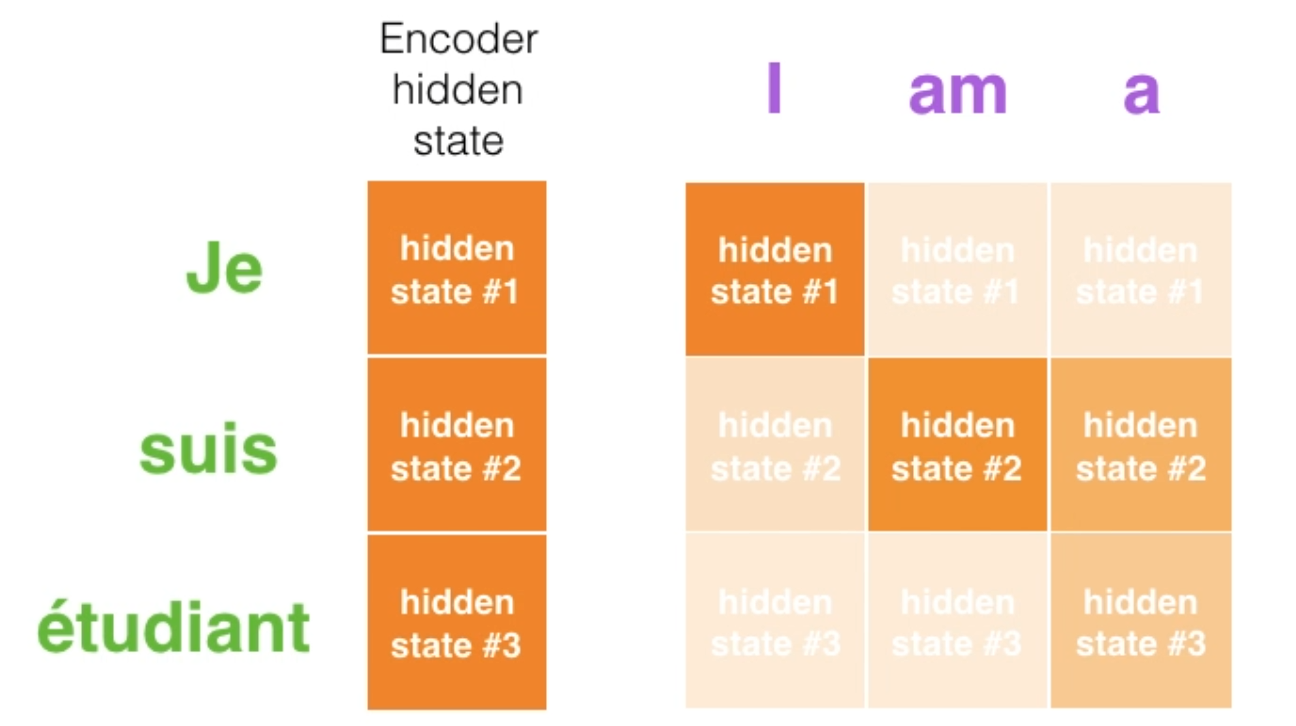 Encoder
hidden
state
I am a
Je
hidden
state #1
hidden
state #1
hidden
state #1
hidden
state #1
suis
hidden
state #2
hidden
state #2
hidden
state #2
hidden
state #2
étudiant
hidden
state #3
hidden
state #3
hidden
state #3
hidden
state #3